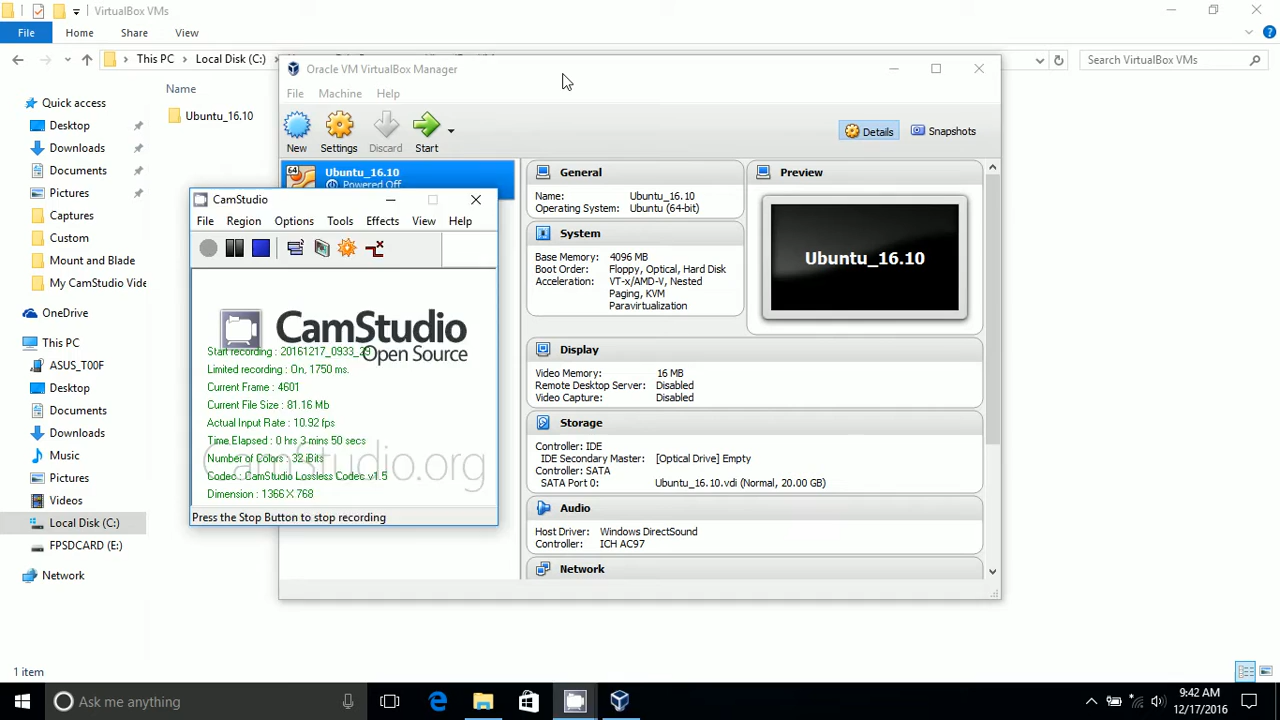 VirtualBox VMs
File Home Share View
This PC Local Disk (C:)
Search VirtualBox VMs
Quick access
Desktop
Downloads
Documents
Pictures
Captures
Custom
Mount and Blade
My CamStudio Vide
OneDrive
This PC
ASUS_T00F
Desktop
Documents
Downloads
Music
Pictures
Videos
Local Disk (C:)
FPSDCARD (E:)
Network
Name
Ubuntu_16.10
Oracle VM VirtualBox Manager
File Machine Help
New Settings Discard Start
Details Snapshots
64 Ubuntu_16.10
Powered Off
General
Name: Ubuntu_16.10
Operating System: Ubuntu (64-bit)
System
Base Memory: 4096 MB
Boot Order: Floppy, Optical, Hard Disk
Acceleration: VT-x/AMD-V, Nested
Paging, KVM
Paravirtualization
Preview
Ubuntu_16.10
Display
Video Memory: 16 MB
Remote Desktop Server: Disabled
Video Capture: Disabled
Storage
Controller: IDE
IDE Secondary Master: [Optical Drive] Empty
Controller: SATA
SATA Port 0: Ubuntu_16.10.vdi (Normal, 20.00 GB)
Audio
Host Driver: Windows DirectSound
Controller: ICH AC97
Network
CamStudio
File Region Options Tools Effects View Help
CamStudio
Open Source
Start recording : 20161217_0933_
Limited recording : On, 1750 ms.
Current Frame : 4601
Current File Size : 81.16 Mb
Actual Input Rate : 10.92 fps
Time Elapsed : 0 hrs 3 mins 50 secs
Number of Colors : 32 Bits
CamStudio.org
Codec : CamStudio Lossless Codec v1.5
Dimension : 1366 X 768
Press the Stop Button to stop recording
1 item
Ask me anything
9:42 AM
12/17/2016